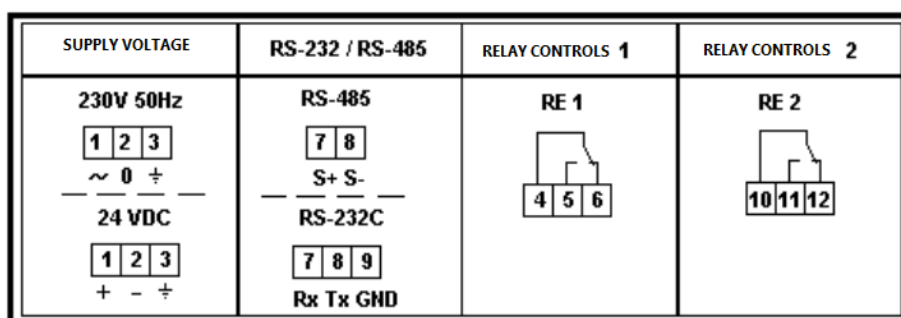 SUPPLY VOLTAGE
RS-232 / RS-485
RELAY CONTROLS 1
RELAY CONTROLS 2
230V 50Hz
1 2 3
~ 0 ⏚
24 VDC
1 2 3
+ - ⏚
RS-485
7 8
S+ S-
RS-232C
7 8 9
Rx Tx GND
RE 1
4 5 6
RE 2
10 11 12